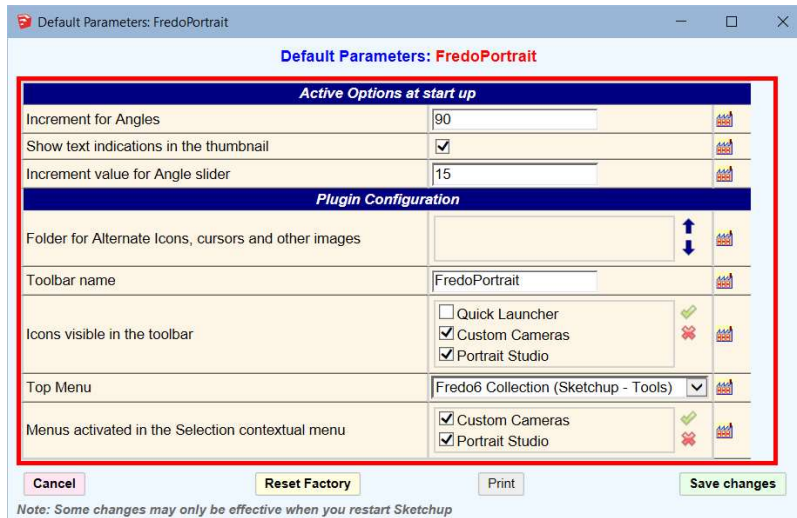 Default Parameters: FredoPortrait
Default Parameters: FredoPortrait
Active Options at start up
Increment for Angles 90
Show text indications in the thumbnail
Increment value for Angle slider 15
Plugin Configuration
Folder for Alternate Icons, cursors and other images
Toolbar name FredoPortrait
Icons visible in the toolbar
Quick Launcher
Custom Cameras
Portrait Studio
Top Menu Fredo6 Collection (Sketchup - Tools)
Menus activated in the Selection contextual menu
Custom Cameras
Portrait Studio
Cancel Reset Factory Print Save changes
Note: Some changes may only be effective when you restart Sketchup